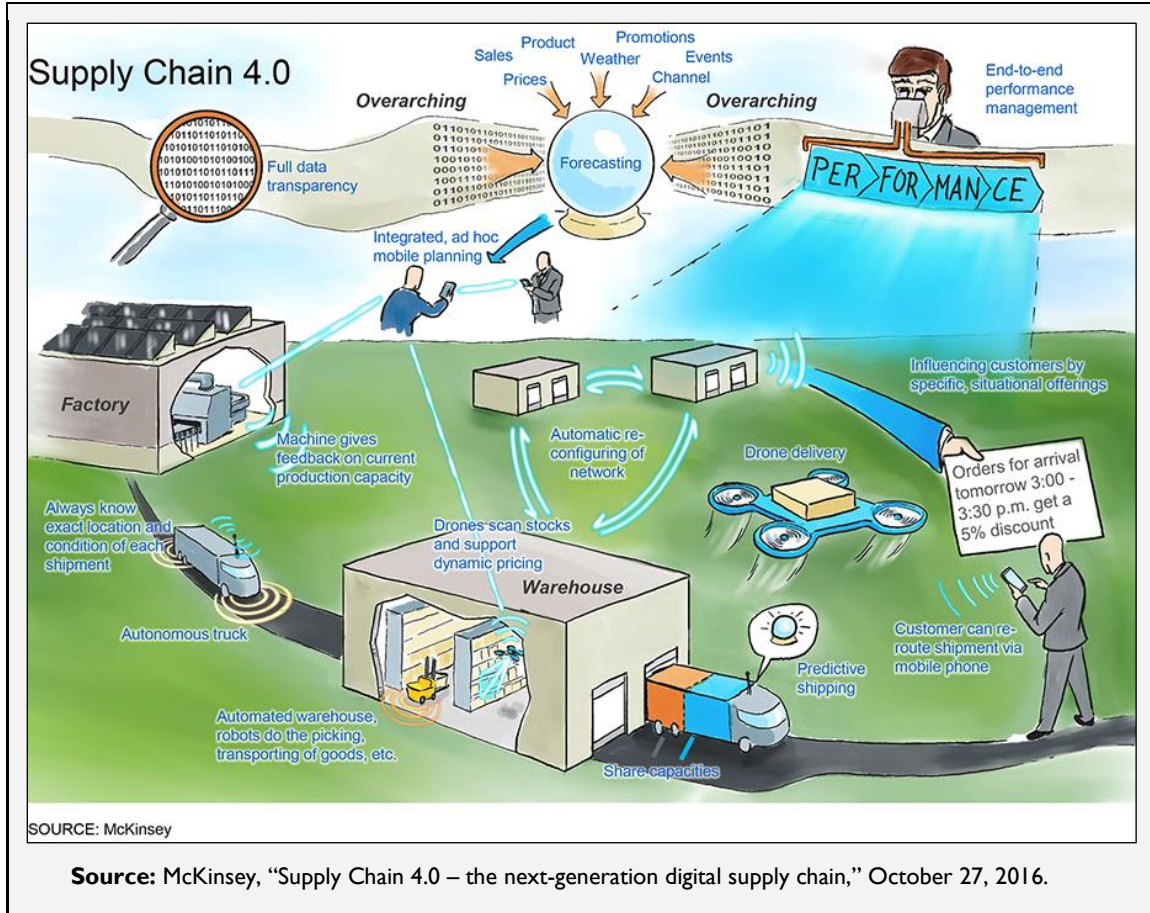 Supply Chain 4.0
Sales
Product
Promotions
Prices
Weather
Events
Channel
Overarching
Overarching
End-to-end
performance
management
Full data
transparency
Forecasting
PER FOR MAN CE
Integrated, ad hoc
mobile planning
Factory
Machine gives
feedback on current
production capacity
Automatic re-
configuring of
network
Influencing customers by
specific, situational offerings
Drone delivery
Orders for arrival
tomorrow 3:00 -
3:30 p.m. get a
5% discount
Always know
exact location and
condition of each
shipment
Autonomous truck
Drones scan stocks
and support
dynamic pricing
Warehouse
Customer can re-
route shipment via
mobile phone
Predictive
shipping
Automated warehouse,
robots do the picking,
transporting of goods, etc.
Share capacities
SOURCE: McKinsey
Source: McKinsey, “Supply Chain 4.0 – the next-generation digital supply chain,” October 27, 2016.